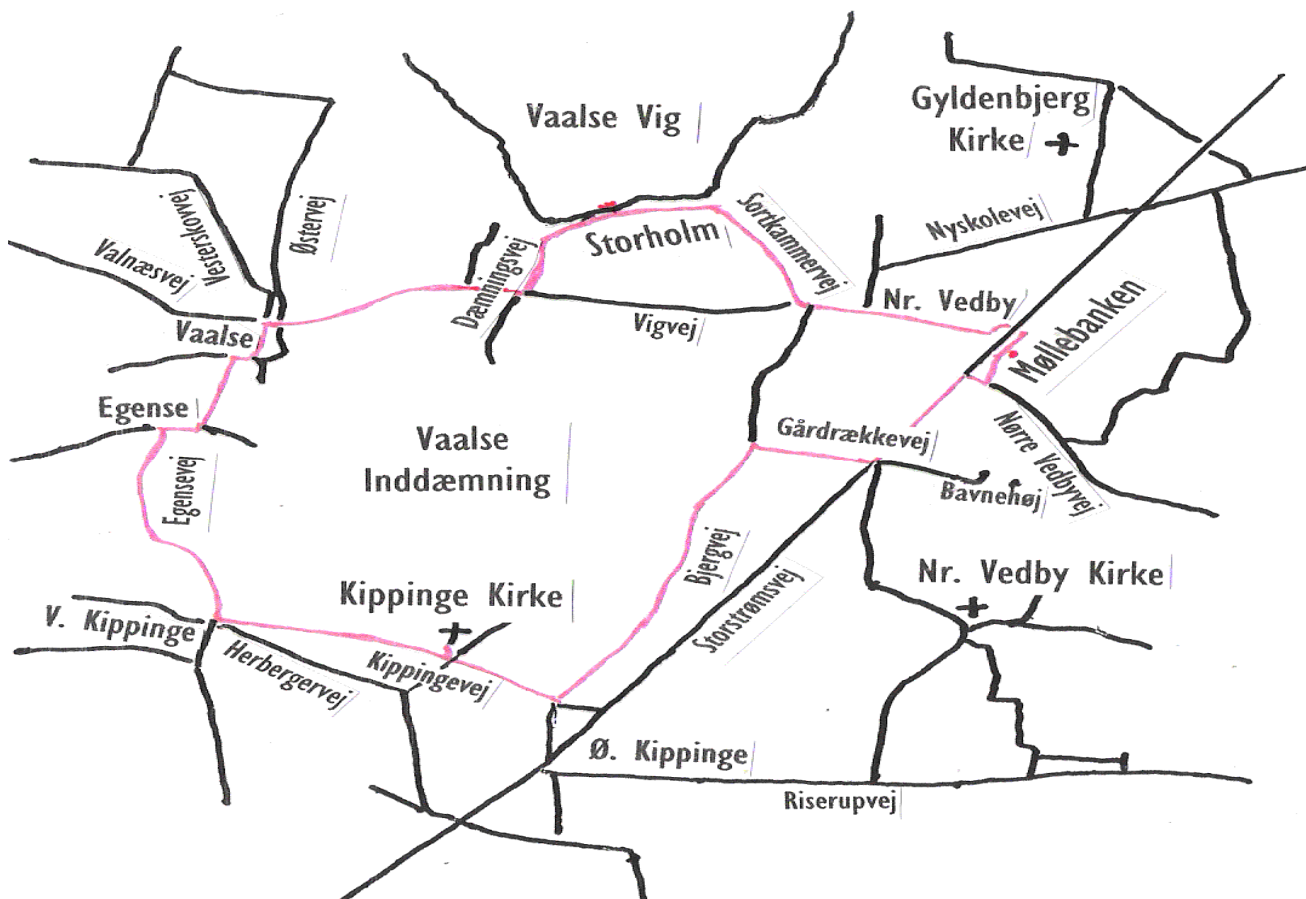 Vaalse Vig
Gyldenbjerg
Kirke
Østervej
Vesterskovvej
Valnæsvej
Sortkammervej
Nyskolevej
Storholm
Dæmningsvej
Vaalse
Vigvej
Nr. Vedby
Møllebanken
Egense
Vaalse
Inddæmning
Gårdrækkevej
Nørre Vedbyvej
Bavnehøj
Egensevej
Bjergvej
Storstrømsvej
Nr. Vedby Kirke
Kippinge Kirke
V. Kippinge
Herbergervej
Kippingevej
Ø. Kippinge
Riserupvej